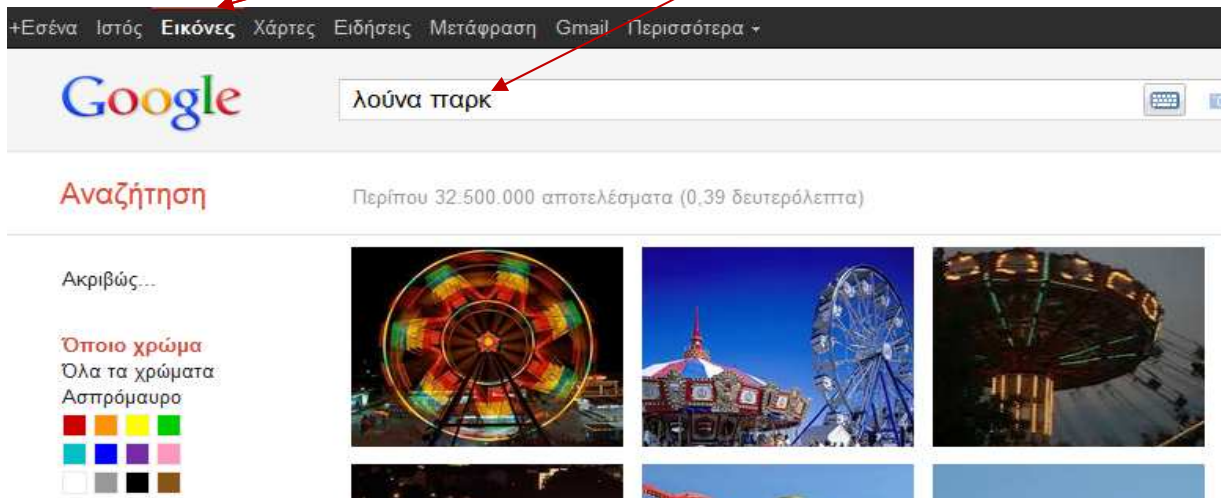 +Εσένα Ιστός Εικόνες Χάρτες Ειδήσεις Μετάφραση Gmail Περισσότερα
Google
λούνα παρκ
Αναζήτηση
Περίπου 32.500.000 αποτελέσματα (0,39 δευτερόλεπτα)
Ακριβώς...
Όποιο χρώμα
Όλα τα χρώματα
Ασπρόμαυρο